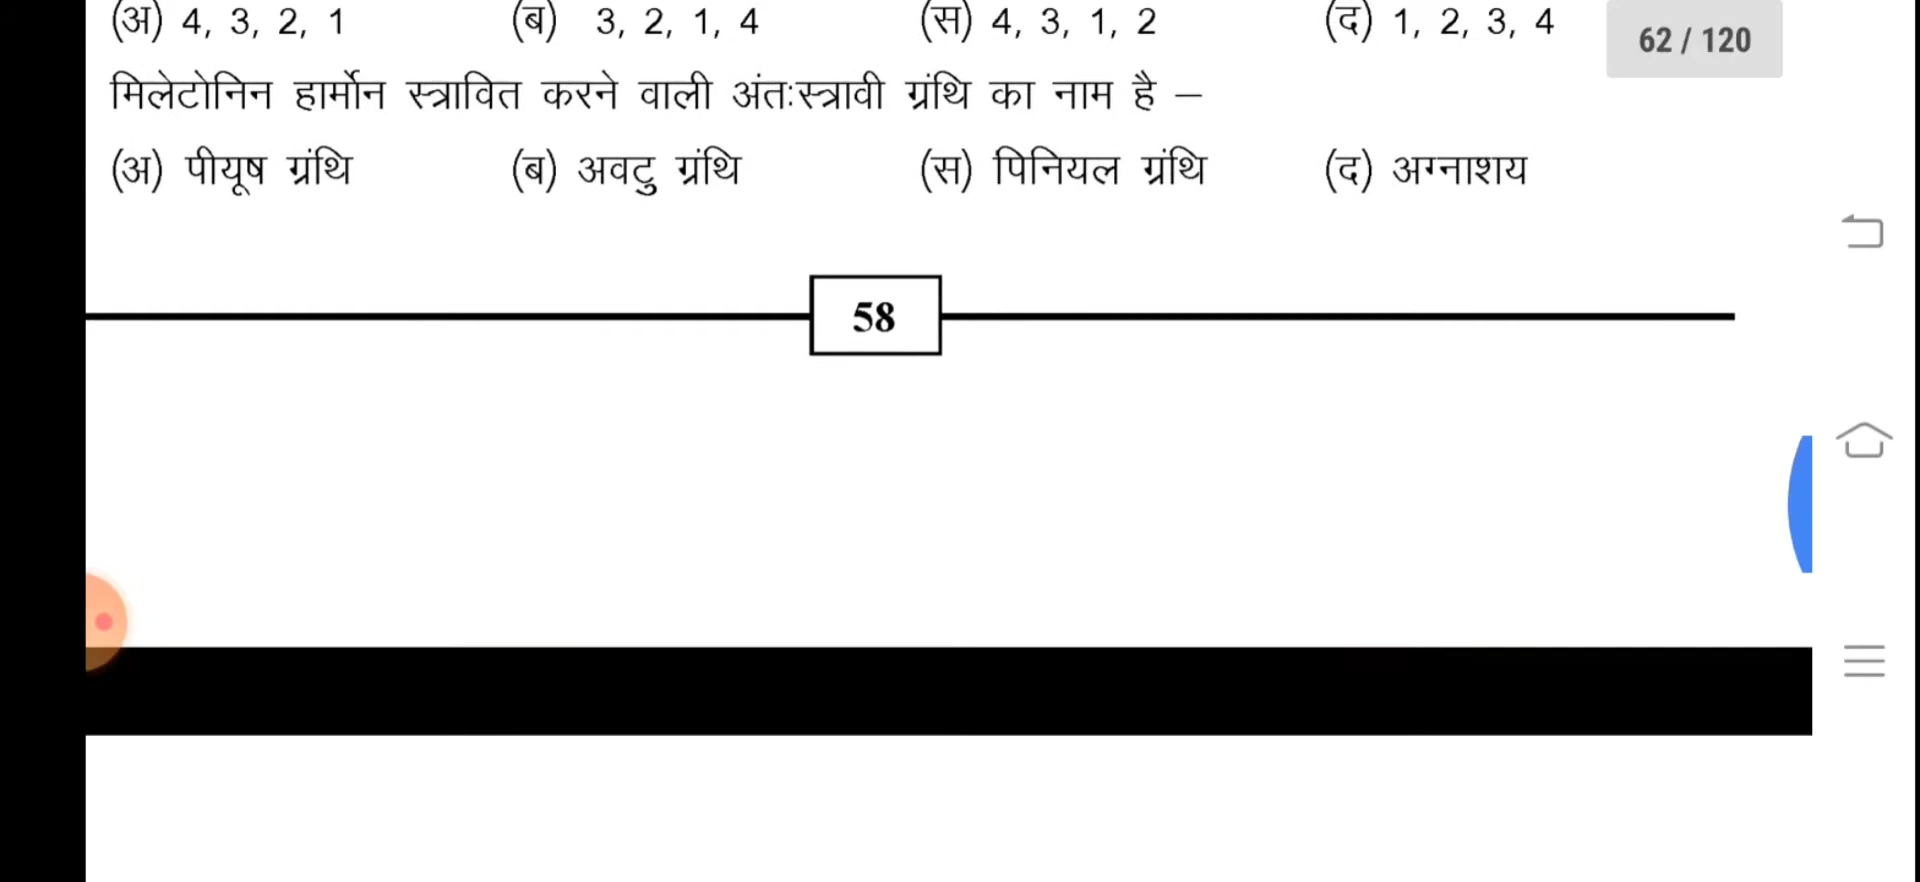 (अ) 4, 3, 2, 1 (ब) 3, 2, 1, 4 (स) 4, 3, 1, 2 (द) 1, 2, 3, 4
62 / 120
मिलेटोनिन हार्मोन स्त्रावित करने वाली अंतःस्त्रावी ग्रंथि का नाम है –
(अ) पीयूष ग्रंथि (ब) अवटु ग्रंथि (स) पिनियल ग्रंथि (द) अग्नाशय
58